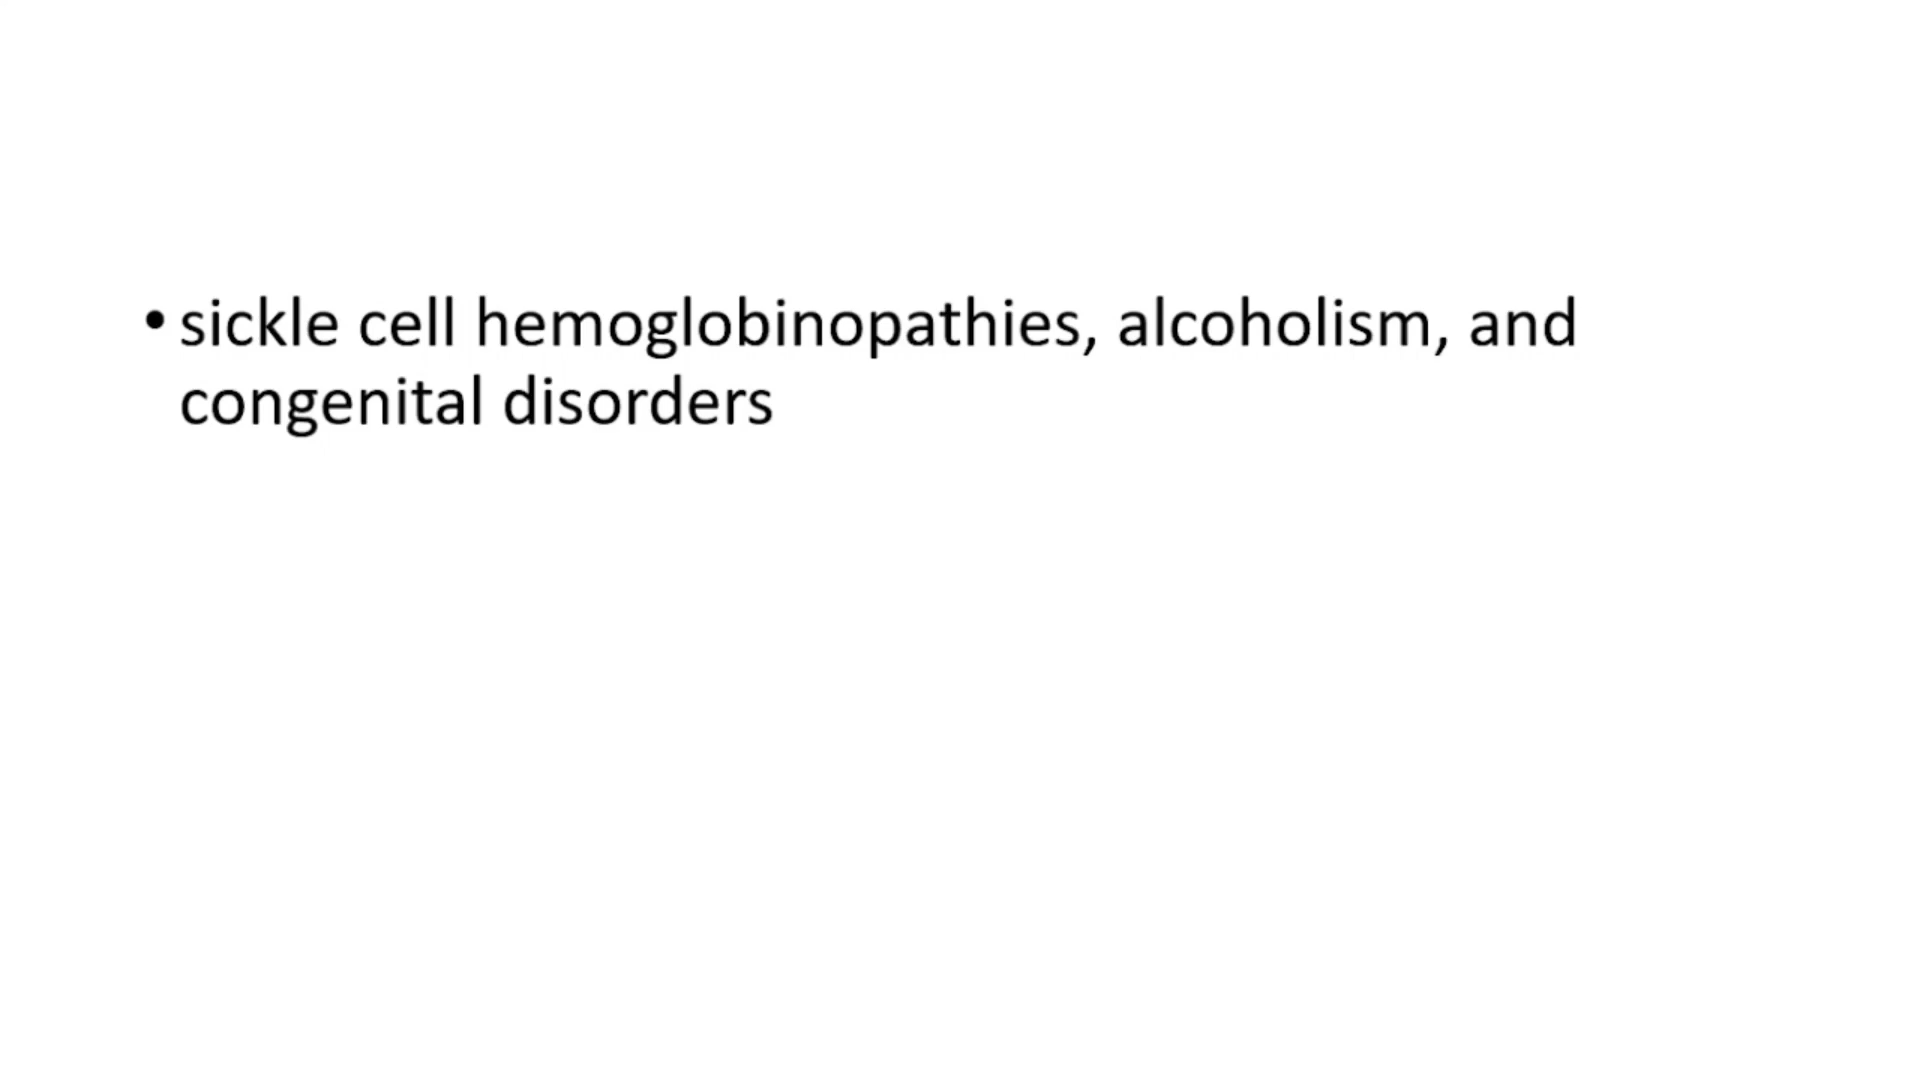 • sickle cell hemoglobinopathies, alcoholism, and
congenital disorders